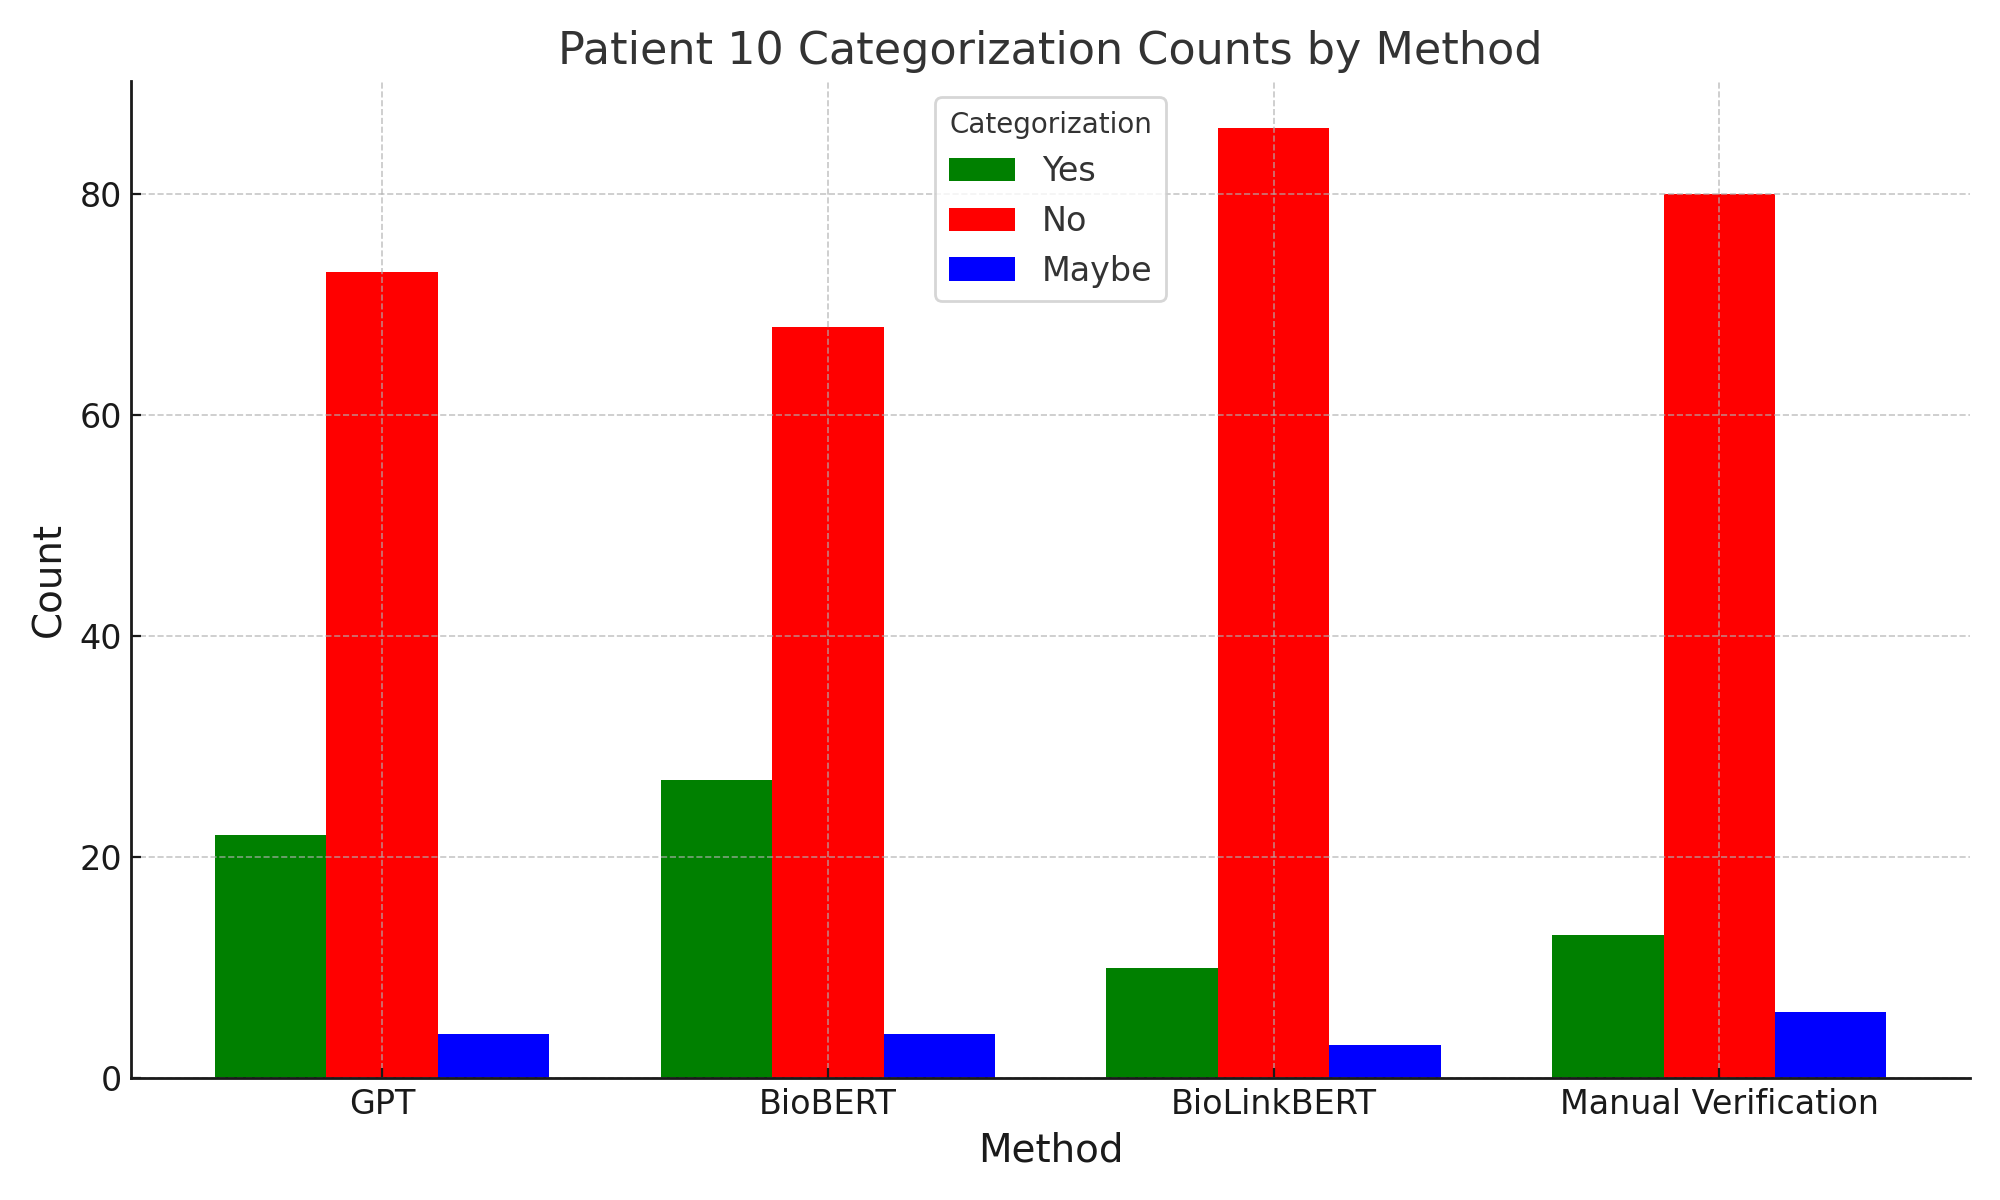 Patient 10 Categorization Counts by Method
Categorization
Yes
No
Maybe
Count
80
60
40
20
0
GPT
BioBERT
BioLinkBERT
Manual Verification
Method